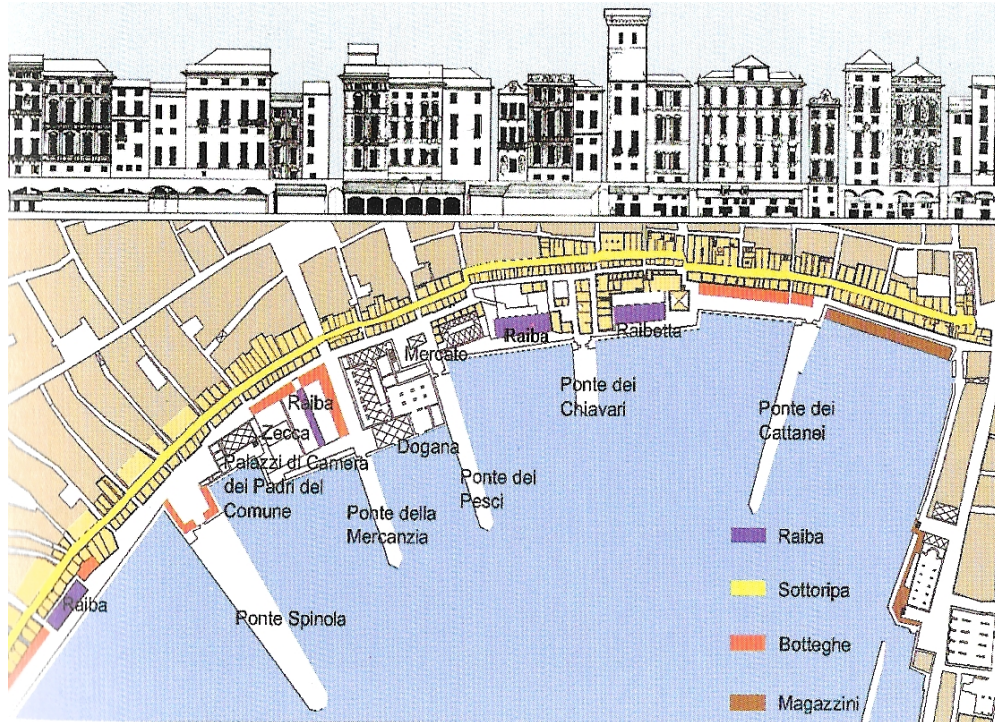 Raiba
Raibetta
Mercato
Ponte dei
Chiavari
Raiba
Ponte dei
Cattanei
Zecca
Dogana
Palazzi di Camera
dei Padri del
Comune
Ponte dei
Pesci
Ponte della
Mercanzia
Raiba
Ponte Spinola
Raiba
Sottoripa
Botteghe
Magazzini